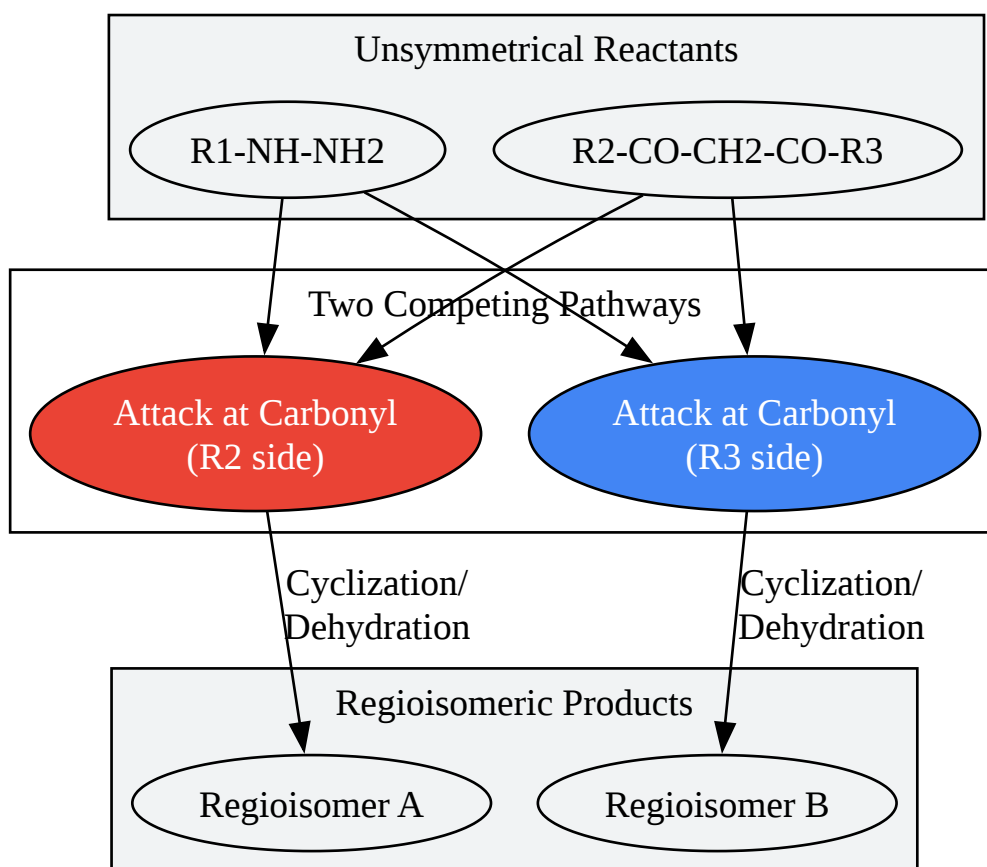 Unsymmetrical Reactants
R1-NH-NH2
R2-CO-CH2-CO-R3
Two Competing Pathways
Attack at Carbonyl
(R2 side)
Attack at Carbonyl
(R3 side)
Cyclization/
Dehydration
Cyclization/
Dehydration
Regioisomeric Products
Regioisomer A
Regioisomer B